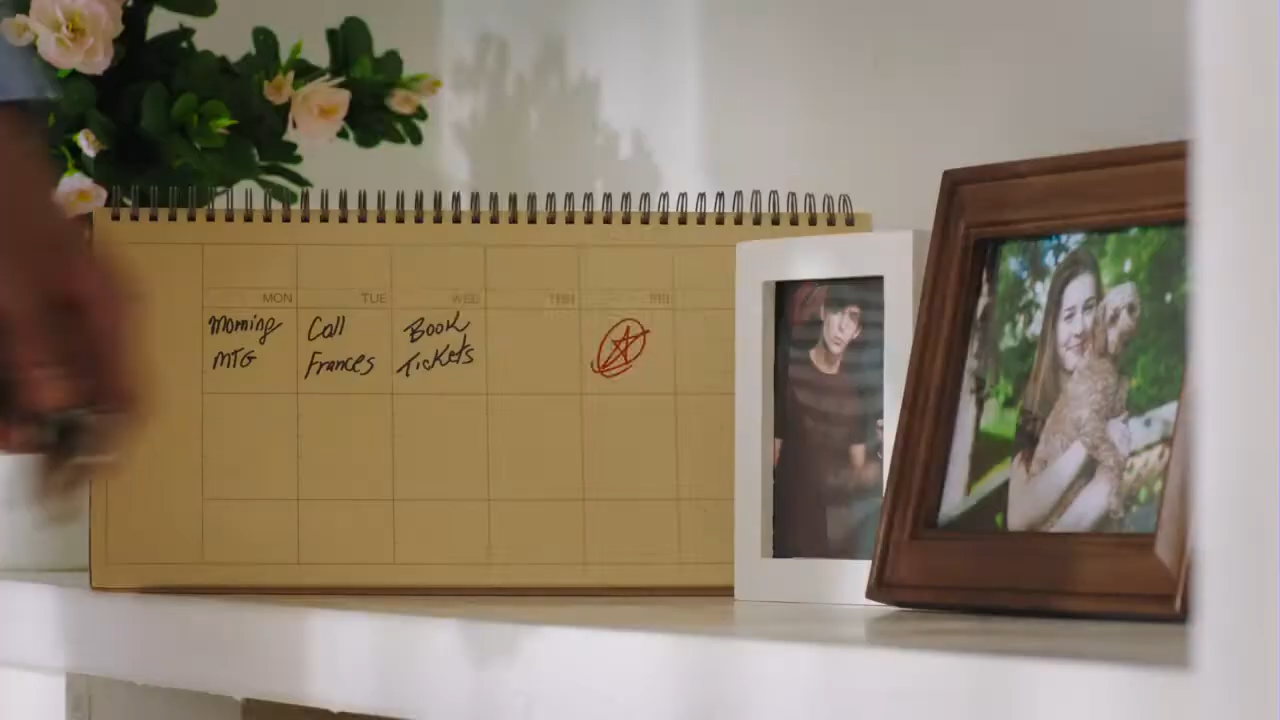 MON TUE WED THU FRI
Morning Call Book
MTG Frances Tickets